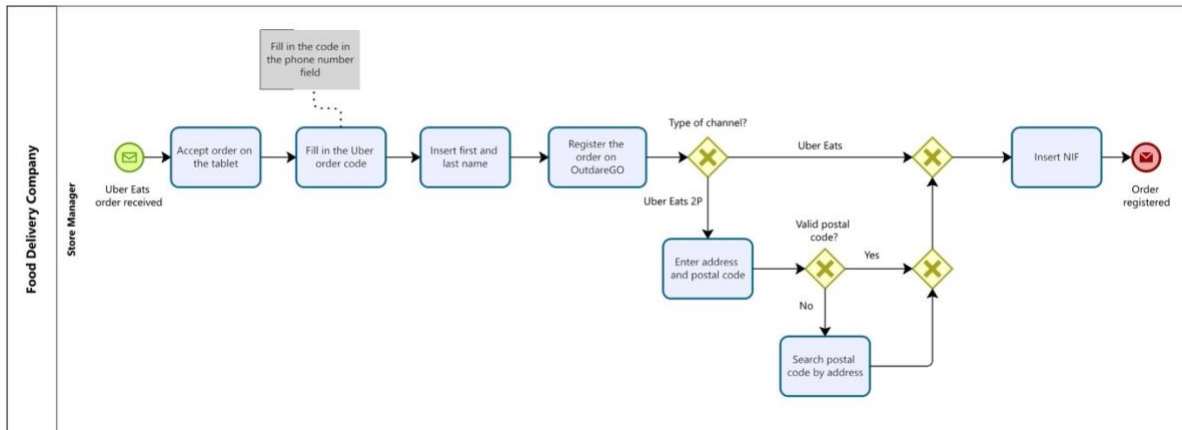 Food Delivery Company
Store Manager
Uber Eats
order received
Accept order on
the tablet
Fill in the code in
the phone number
field
Fill in the Uber
order code
Insert first and
last name
Register the
order on
OutdareGO
Type of channel?
Uber Eats
Uber Eats 2P
Enter address
and postal code
Valid postal
code?
Yes
No
Search postal
code by address
Insert NIF
Order
registered